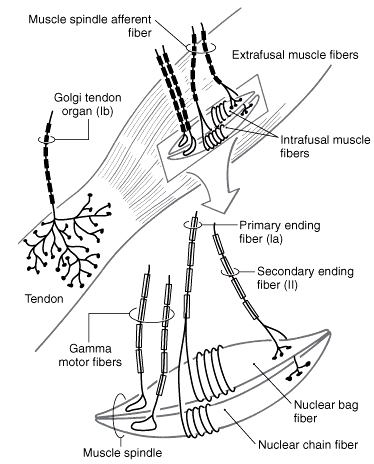 Muscle spindle afferent
fiber
Extrafusal muscle fibers
Golgi tendon
organ (Ib)
Intrafusal muscle
fibers
Primary ending
fiber (Ia)
Secondary ending
fiber (II)
Tendon
Gamma
motor fibers
Nuclear bag
fiber
Nuclear chain fiber
Muscle spindle